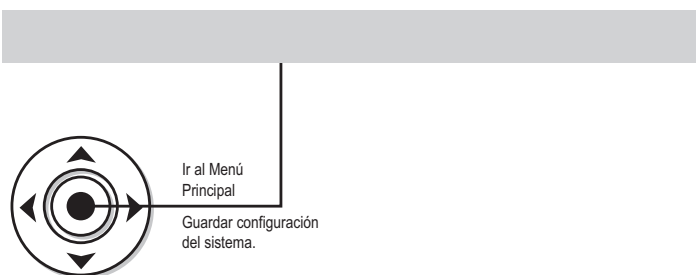 Ir al Menú
Principal
Guardar configuración
del sistema.